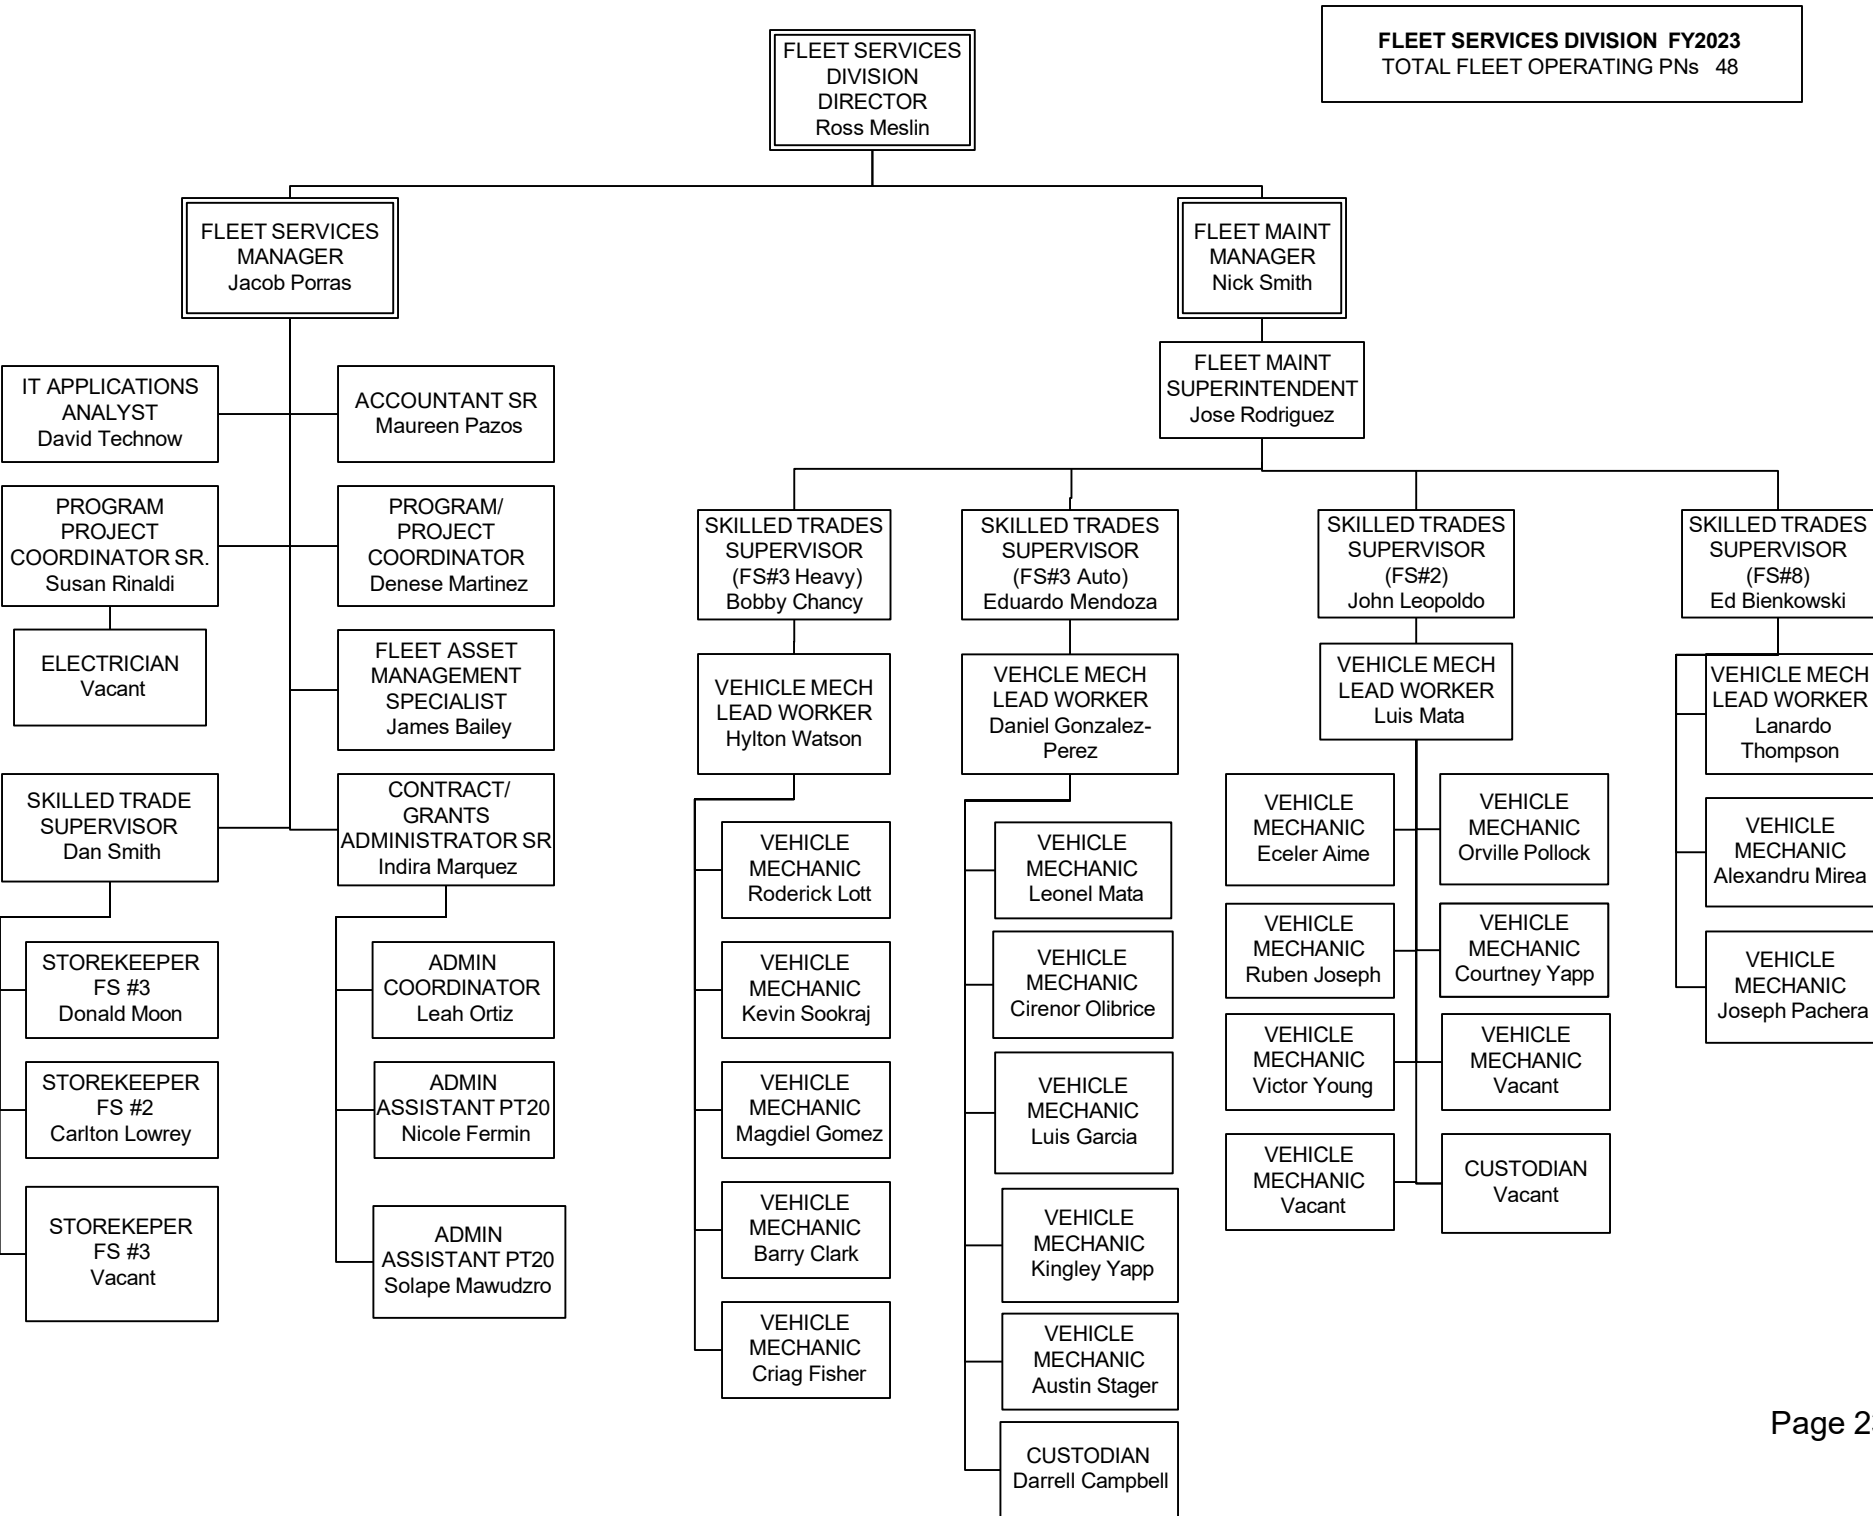 FLEET SERVICES DIVISION FY2023
TOTAL FLEET OPERATING PNs 48
FLEET SERVICES
DIVISION
DIRECTOR
Ross Meslin
FLEET SERVICES
MANAGER
Jacob Porras
FLEET MAINT
MANAGER
Nick Smith
FLEET MAINT
SUPERINTENDENT
Jose Rodriguez
IT APPLICATIONS
ANALYST
David Technow
ACCOUNTANT SR
Maureen Pazos
PROGRAM
PROJECT
COORDINATOR SR.
Susan Rinaldi
PROGRAM/
PROJECT
COORDINATOR
Denese Martinez
ELECTRICIAN
Vacant
FLEET ASSET
MANAGEMENT
SPECIALIST
James Bailey
SKILLED TRADE
SUPERVISOR
Dan Smith
CONTRACT/
GRANTS
ADMINISTRATOR SR
Indira Marquez
STOREKEEPER
FS #3
Donald Moon
STOREKEEPER
FS #2
Carlton Lowrey
STOREKEPER
FS #3
Vacant
ADMIN
COORDINATOR
Leah Ortiz
ADMIN
ASSISTANT PT20
Nicole Fermin
ADMIN
ASSISTANT PT20
Solape Mawudzro
SKILLED TRADES
SUPERVISOR
(FS#3 Heavy)
Bobby Chancy
VEHICLE MECH
LEAD WORKER
Hylton Watson
VEHICLE
MECHANIC
Roderick Lott
VEHICLE
MECHANIC
Kevin Sookraj
VEHICLE
MECHANIC
Magdiel Gomez
VEHICLE
MECHANIC
Barry Clark
VEHICLE
MECHANIC
Criag Fisher
SKILLED TRADES
SUPERVISOR
(FS#3 Auto)
Eduardo Mendoza
VEHCLE MECH
LEAD WORKER
Daniel Gonzalez-
Perez
VEHICLE
MECHANIC
Leonel Mata
VEHICLE
MECHANIC
Cirenor Olibrice
VEHICLE
MECHANIC
Luis Garcia
VEHICLE
MECHANIC
Kingley Yapp
VEHICLE
MECHANIC
Austin Stager
CUSTODIAN
Darrell Campbell
SKILLED TRADES
SUPERVISOR
(FS#2)
John Leopoldo
VEHICLE MECH
LEAD WORKER
Luis Mata
VEHICLE
MECHANIC
Eceler Aime
VEHICLE
MECHANIC
Orville Pollock
VEHICLE
MECHANIC
Ruben Joseph
VEHICLE
MECHANIC
Courtney Yapp
VEHICLE
MECHANIC
Victor Young
VEHICLE
MECHANIC
Vacant
VEHICLE
MECHANIC
Vacant
CUSTODIAN
Vacant
SKILLED TRADES
SUPERVISOR
(FS#8)
Ed Bienkowski
VEHICLE MECH
LEAD WORKER
Lanardo
Thompson
VEHICLE
MECHANIC
Alexandru Mirea
VEHICLE
MECHANIC
Joseph Pachera
Page